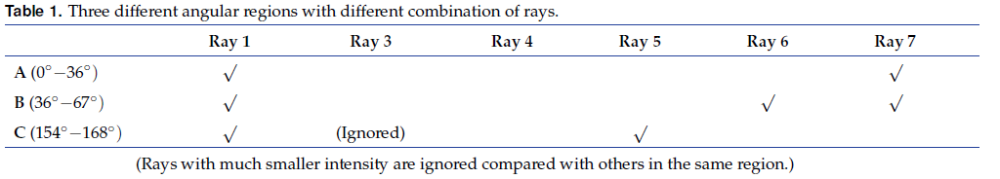 Table 1. Three different angular regions with different combination of rays.
Ray 1 Ray 3 Ray 4 Ray 5 Ray 6 Ray 7
A (0°–36°) √ √
B (36°–67°) √ √ √
C (154°–168°) √ (Ignored) √
(Rays with much smaller intensity are ignored compared with others in the same region.)